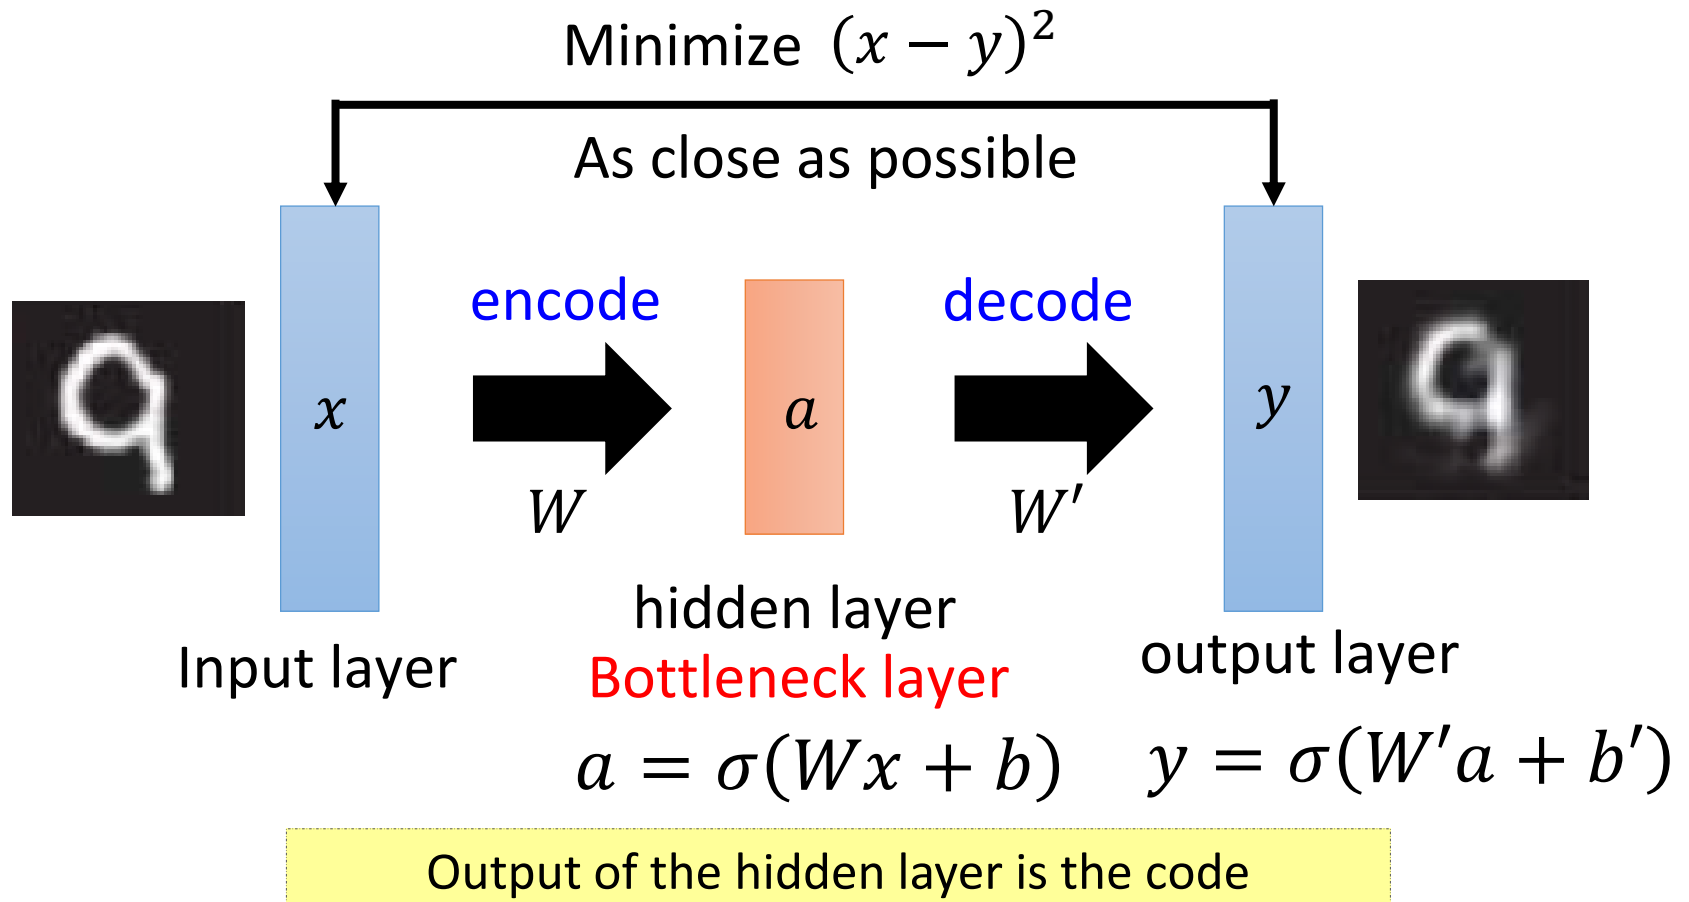 Minimize (x − y)²
As close as possible
encode
decode
x
a
y
W
W′
hidden layer
Input layer
Bottleneck layer
output layer
a = σ(Wx + b)
y = σ(W′a + b′)
Output of the hidden layer is the code